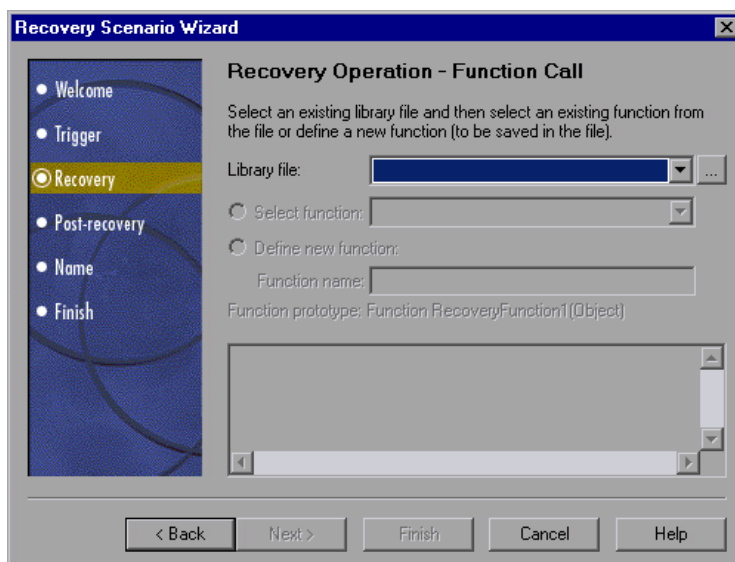 Recovery Scenario Wizard
Welcome
Trigger
Recovery
Post-recovery
Name
Finish
Recovery Operation - Function Call
Select an existing library file and then select an existing function from
the file or define a new function (to be saved in the file).
Library file:
...
Select function:
Define new function:
Function name:
Function prototype: Function RecoveryFunction1(Object)
< Back
Next >
Finish
Cancel
Help